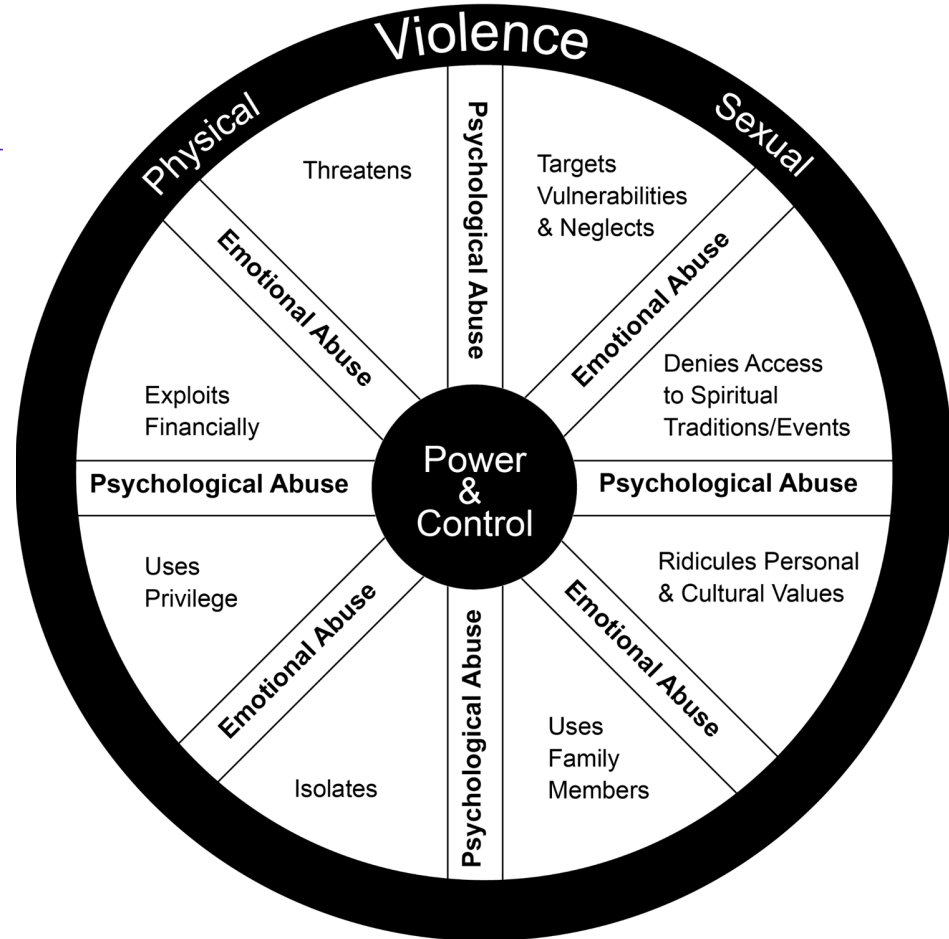 Violence
Physical
Sexual
Threatens
Psychological Abuse
Targets
Vulnerabilities
& Neglects
Emotional Abuse
Emotional Abuse
Exploits
Financially
Denies Access
to Spiritual
Traditions/Events
Psychological Abuse
Power
&
Control
Psychological Abuse
Uses
Privilege
Ridicules Personal
& Cultural Values
Emotional Abuse
Emotional Abuse
Isolates
Psychological Abuse
Uses
Family
Members